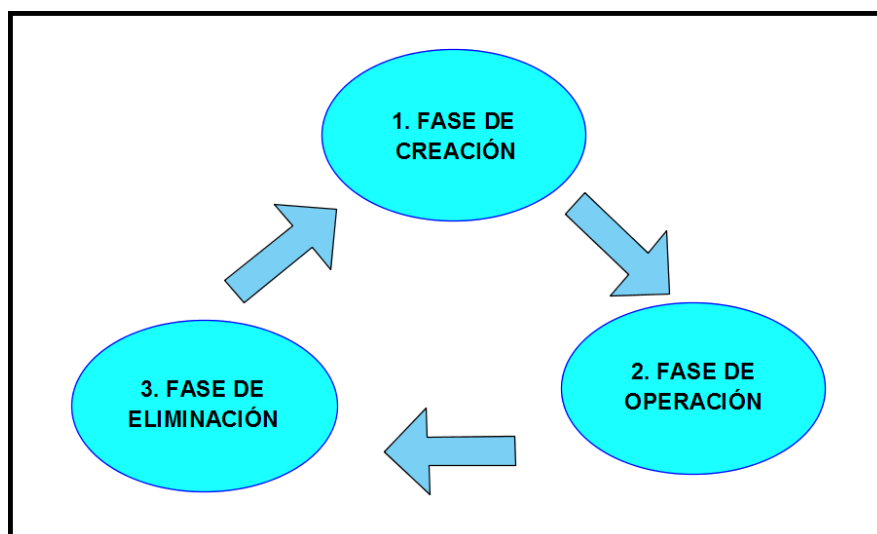 1. FASE DE
CREACIÓN
2. FASE DE
OPERACIÓN
3. FASE DE
ELIMINACIÓN